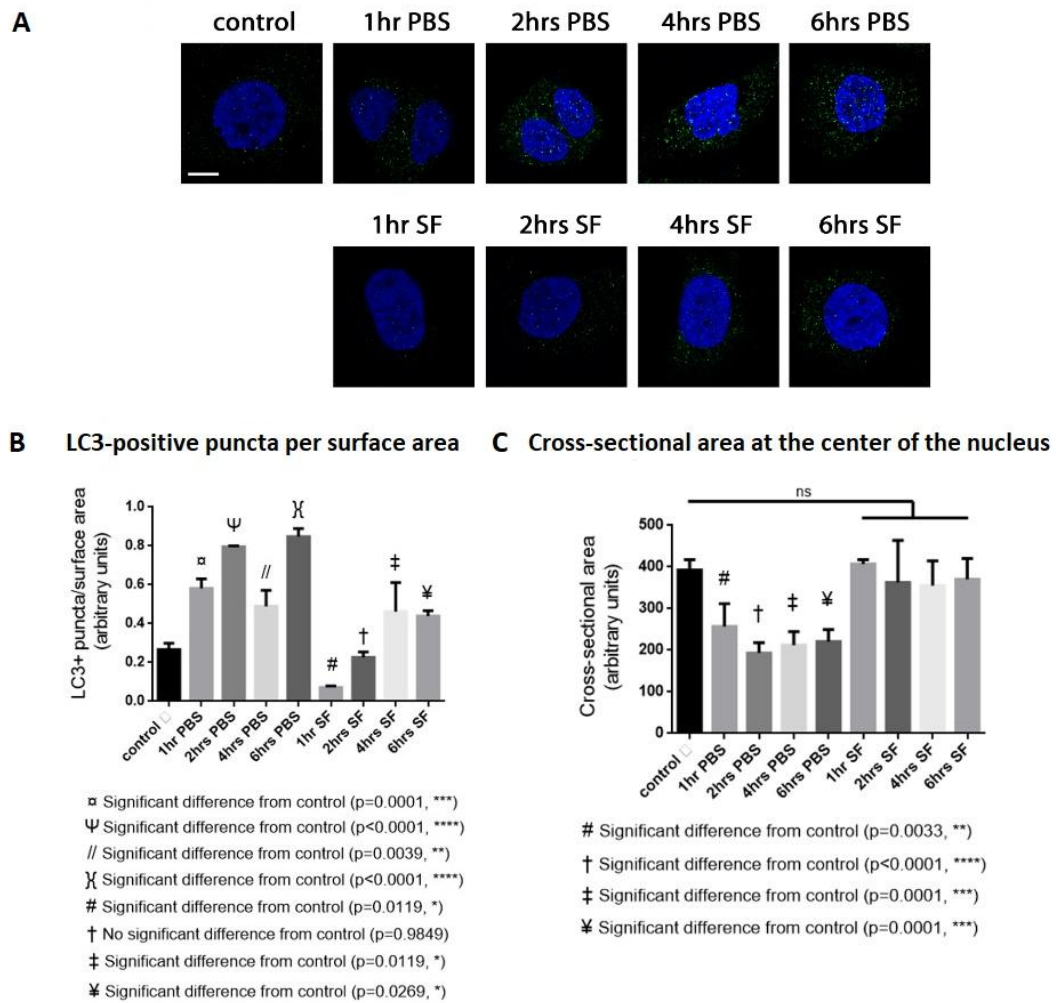 A
control 1hr PBS 2hrs PBS 4hrs PBS 6hrs PBS
1hr SF 2hrs SF 4hrs SF 6hrs SF
B LC3-positive puncta per surface area
LC3+ puncta/surface area
(arbitrary units)
1.0
0.8
0.6
0.4
0.2
0.0
¤ Ψ // }{ # † ‡ ¥
control □ 1hr PBS 2hrs PBS 4hrs PBS 6hrs PBS 1hr SF 2hrs SF 4hrs SF 6hrs SF
¤ Significant difference from control (p=0.0001, ***)
Ψ Significant difference from control (p<0.0001, ****)
// Significant difference from control (p=0.0039, **)
}{ Significant difference from control (p<0.0001, ****)
# Significant difference from control (p=0.0119, *)
† No significant difference from control (p=0.9849)
‡ Significant difference from control (p=0.0119, *)
¥ Significant difference from control (p=0.0269, *)
C Cross-sectional area at the center of the nucleus
ns
Cross-sectional area
(arbitrary units)
500
400
300
200
100
0
# † ‡ ¥
control □ 1hr PBS 2hrs PBS 4hrs PBS 6hrs PBS 1hr SF 2hrs SF 4hrs SF 6hrs SF
# Significant difference from control (p=0.0033, **)
† Significant difference from control (p<0.0001, ****)
‡ Significant difference from control (p=0.0001, ***)
¥ Significant difference from control (p=0.0001, ***)